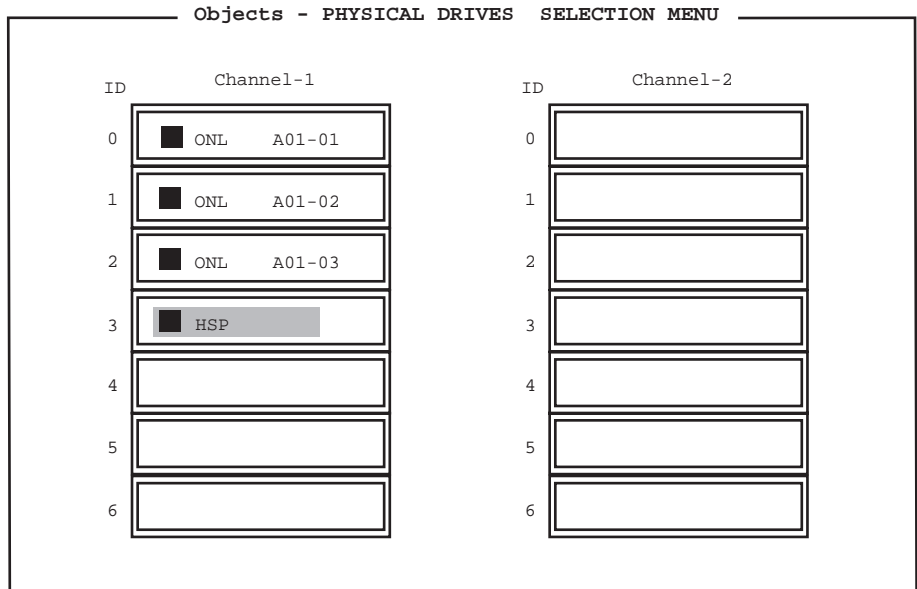 Objects - PHYSICAL DRIVES SELECTION MENU
ID Channel-1 ID Channel-2
0 ONL A01-01 0
1 ONL A01-02 1
2 ONL A01-03 2
3 HSP 3
4 4
5 5
6 6